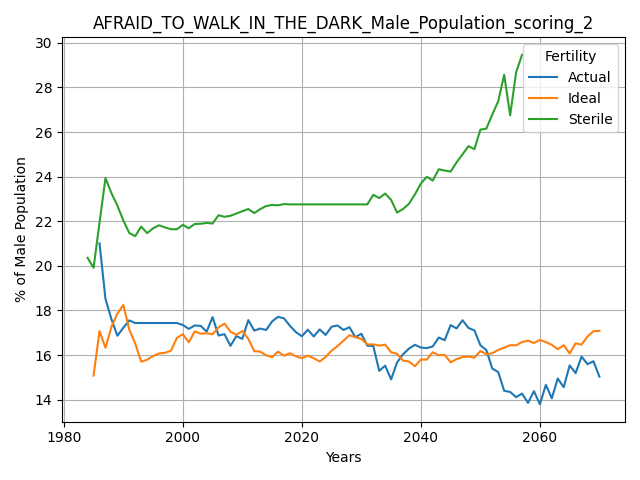 AFRAID_TO_WALK_IN_THE_DARK_Male_Population_scoring_2
Fertility
Actual
Ideal
Sterile
% of Male Population
30
28
26
24
22
20
18
16
14
1980
2000
2020
2040
2060
Years